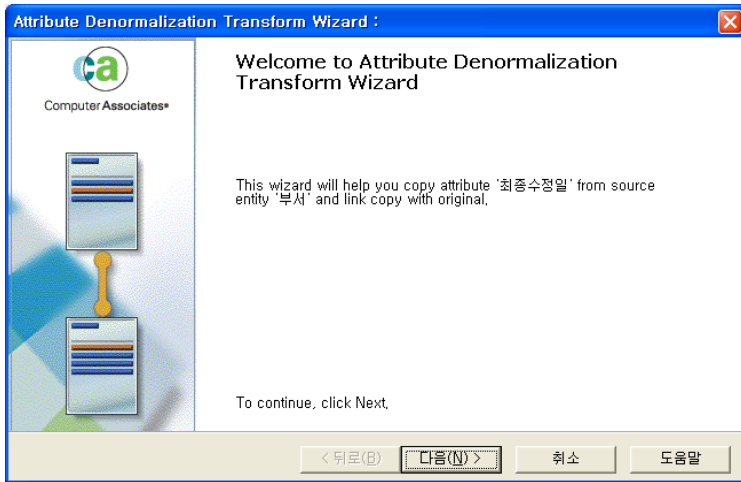 Attribute Denormalization Transform Wizard :
ca
Computer Associates®
Welcome to Attribute Denormalization
Transform Wizard
This wizard will help you copy attribute '최종수정일' from source
entity '부서' and link copy with original,
To continue, click Next,
< 뒤로(B)
다음(N) >
취소
도움말